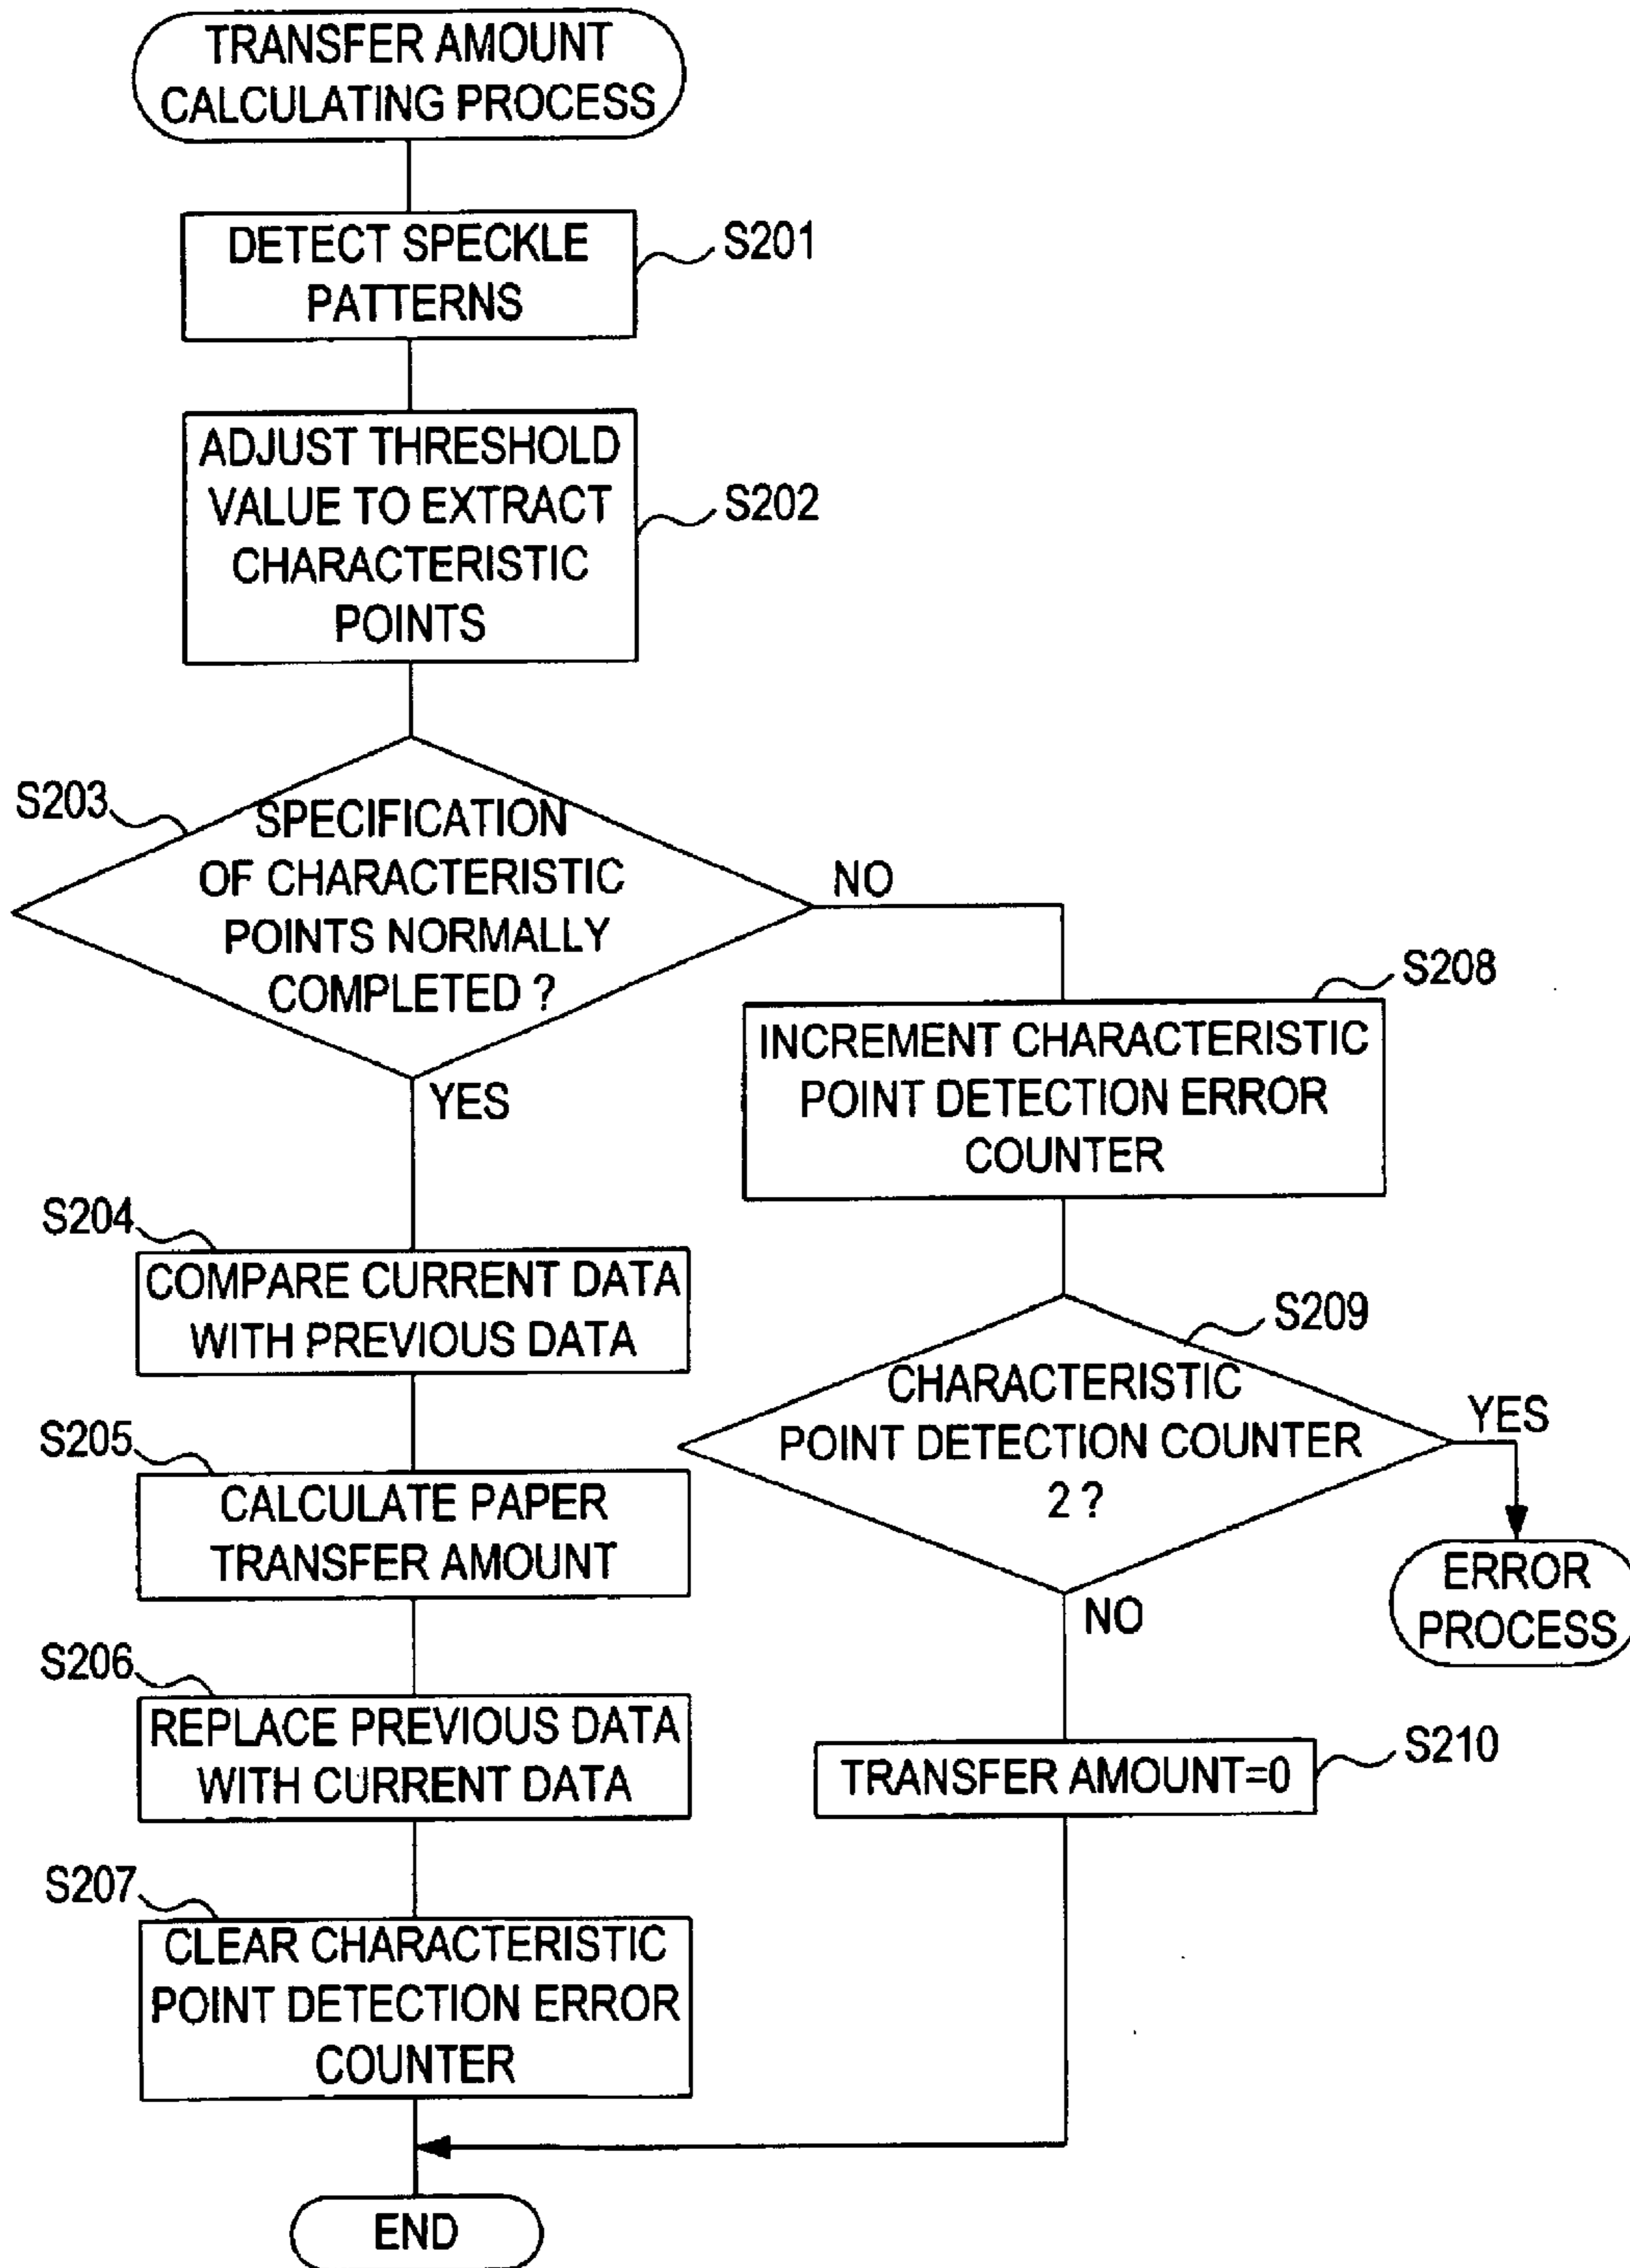 TRANSFER AMOUNT
CALCULATING PROCESS
DETECT SPECKLE
PATTERNS
S201
ADJUST THRESHOLD
VALUE TO EXTRACT
CHARACTERISTIC
POINTS
S202
S203
SPECIFICATION
OF CHARACTERISTIC
POINTS NORMALLY
COMPLETED ?
NO
YES
S204
COMPARE CURRENT DATA
WITH PREVIOUS DATA
S205
CALCULATE PAPER
TRANSFER AMOUNT
S206
REPLACE PREVIOUS DATA
WITH CURRENT DATA
S207
CLEAR CHARACTERISTIC
POINT DETECTION ERROR
COUNTER
S208
INCREMENT CHARACTERISTIC
POINT DETECTION ERROR
COUNTER
S209
CHARACTERISTIC
POINT DETECTION COUNTER
2 ?
YES
ERROR
PROCESS
NO
S210
TRANSFER AMOUNT=0
END